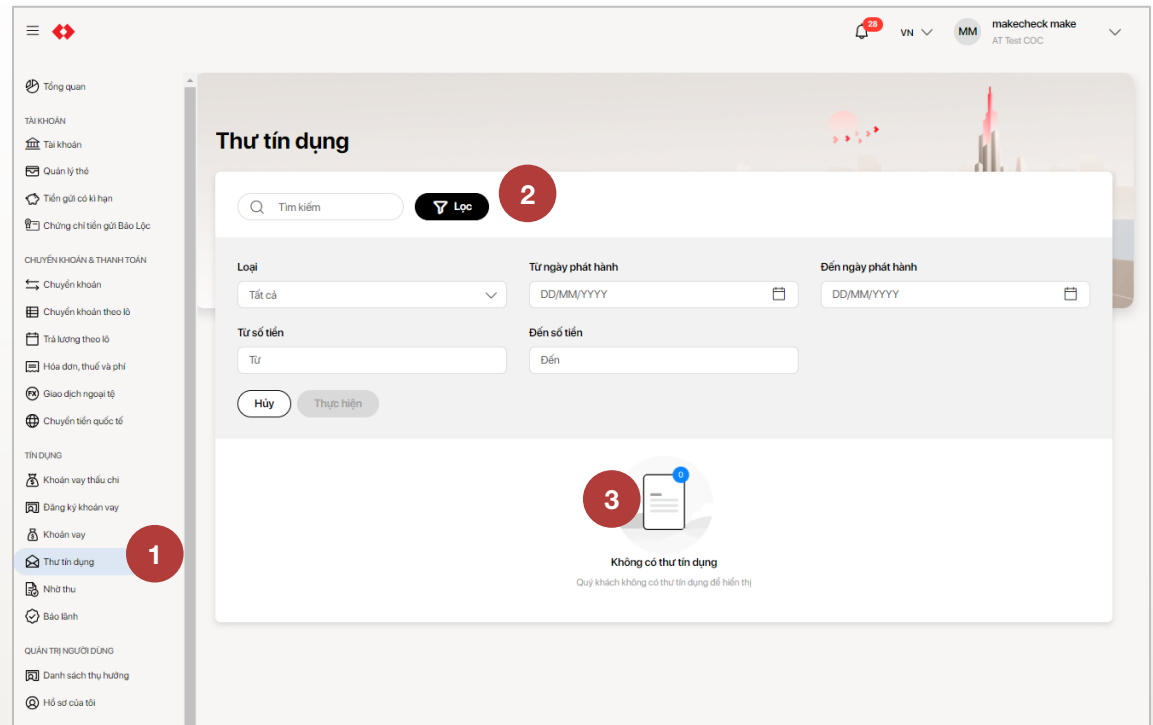 28
VN
MM
makecheck make
AT Test COC
Tổng quan
TÀI KHOẢN
Tài khoản
Quản lý thẻ
Tiền gửi có kì hạn
Chứng chỉ tiền gửi Bảo Lộc
CHUYỂN KHOẢN & THANH TOÁN
Chuyển khoản
Chuyển khoản theo lô
Trả lương theo lô
Hóa đơn, thuế và phí
FX
Giao dịch ngoại tệ
Chuyển tiền quốc tế
TÍN DỤNG
Khoản vay thấu chi
Đăng ký khoản vay
Khoản vay
Thư tín dụng
1
Nhờ thu
Bảo lãnh
QUẢN TRỊ NGƯỜI DÙNG
Danh sách thụ hưởng
Hồ sơ của tôi
Thư tín dụng
Tìm kiếm
Lọc
2
Loại
Từ ngày phát hành
Đến ngày phát hành
Tất cả
DD/MM/YYYY
DD/MM/YYYY
Từ số tiền
Đến số tiền
Từ
Đến
Hủy
Thực hiện
0
3
Không có thư tín dụng
Quý khách không có thư tín dụng để hiển thị